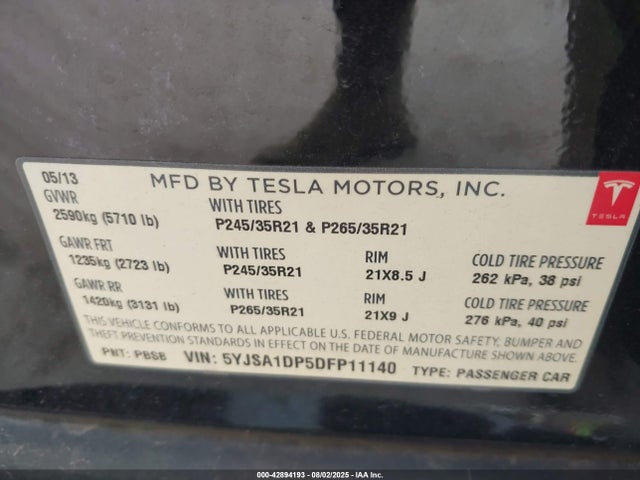 05/13
MFD BY TESLA MOTORS, INC.
GVWR
2590kg (5710 lb)
WITH TIRES
P245/35R21 & P265/35R21
TESLA
GAWR FRT
1235kg (2723 lb)
WITH TIRES
P245/35R21
RIM
21X8.5 J
COLD TIRE PRESSURE
262 kPa, 38 psi
GAWR RR
1420kg (3131 lb)
WITH TIRES
P265/35R21
RIM
21X9 J
COLD TIRE PRESSURE
276 kPa, 40 psi
THIS VEHICLE CONFORMS TO ALL APPLICABLE U.S. FEDERAL MOTOR SAFETY, BUMPER, AND
THEFT PREVENTION STANDARDS IN EFFECT ON THE DATE OF MANUFACTURE SHOWN ABOVE.
PNT: PBSB VIN: 5YJSA1DP5DFP11140 TYPE: PASSENGER CAR
000-42894193 - 08/02/2025 - IAA Inc.